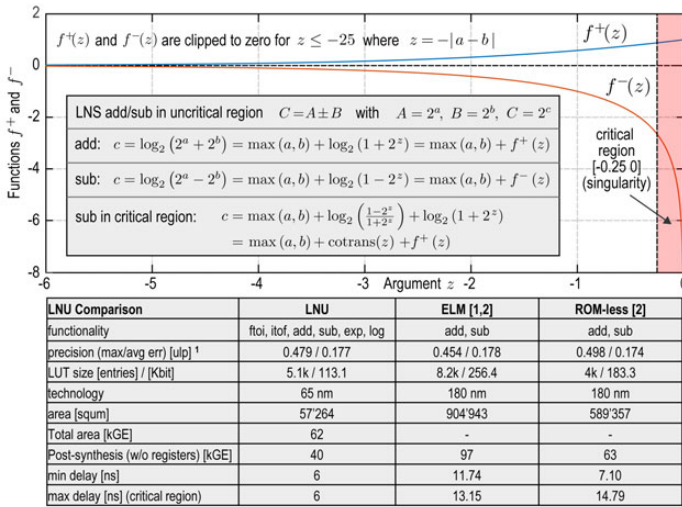 f⁺(z) and f⁻(z) are clipped to zero for z ≤ −25 where z = −|a − b|
f⁺(z)
f⁻(z)
2
0
-2
-4
-6
-8
Functions f⁺ and f⁻
LNS add/sub in uncritical region C = A ± B with A = 2ᵃ, B = 2ᵇ, C = 2ᶜ
add: c = log₂ (2ᵃ + 2ᵇ) = max (a, b) + log₂ (1 + 2ᶻ) = max (a, b) + f⁺ (z)
sub: c = log₂ (2ᵃ − 2ᵇ) = max (a, b) + log₂ (1 − 2ᶻ) = max (a, b) + f⁻ (z)
sub in critical region: c = max (a, b) + log₂ ((1−2ᶻ)/(1+2ᶻ)) + log₂ (1 + 2ᶻ)
= max (a, b) + cotrans(z) + f⁺ (z)
critical
region
[-0.25 0]
(singularity)
-6 -5 -4 -3 -2 -1 0
Argument z
LNU Comparison LNU ELM [1,2] ROM-less [2]
functionality ftoi, itof, add, sub, exp, log add, sub add, sub
precision (max/avg err) [ulp] ¹ 0.479 / 0.177 0.454 / 0.178 0.498 / 0.174
LUT size [entries] / [Kbit] 5.1k / 113.1 8.2k / 256.4 4k / 183.3
technology 65 nm 180 nm 180 nm
area [squm] 57'264 904'943 589'357
Total area [kGE] 62 - -
Post-synthesis (w/o registers) [kGE] 40 97 63
min delay [ns] 6 11.74 7.10
max delay [ns] (critical region) 6 13.15 14.79